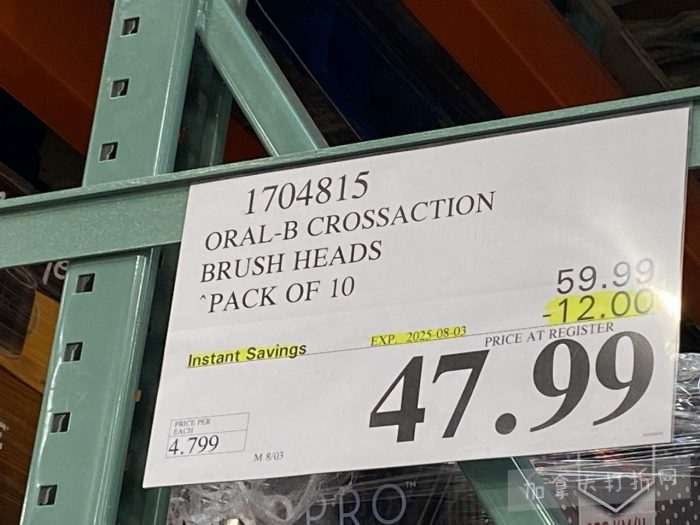 1704815
ORAL-B CROSSACTION
BRUSH HEADS
^PACK OF 10
59.99
-12.00
Instant Savings
EXP. 2025-08-03
PRICE AT REGISTER
47.99
PRICE PER
EACH
4.799
M 8/03
PRO™
加拿大打折网